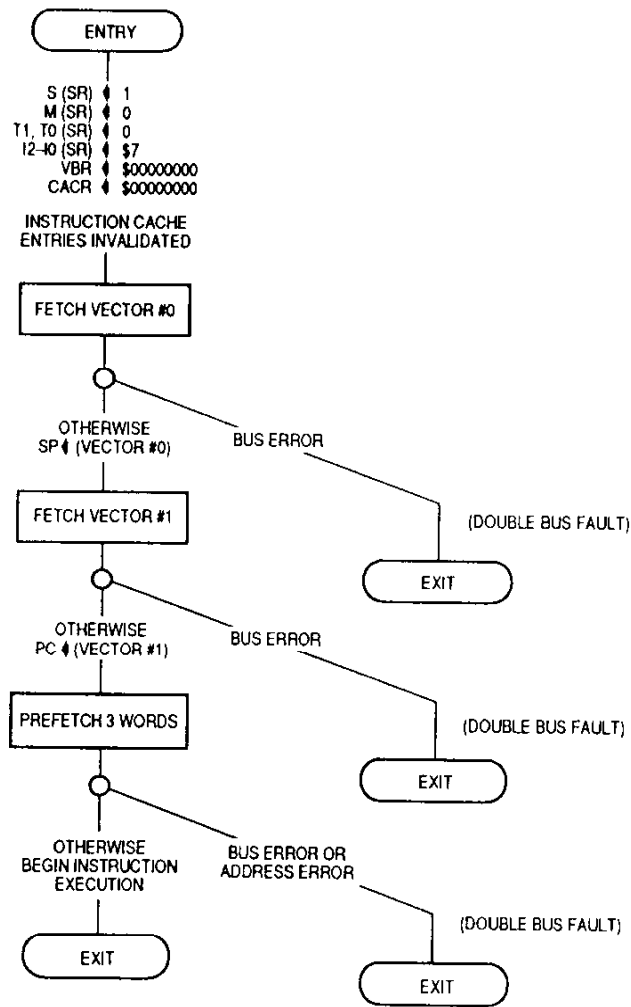 ENTRY
S (SR) 1
M (SR) 0
T1, T0 (SR) 0
I2–I0 (SR) $7
VBR $00000000
CACR $00000000
INSTRUCTION CACHE
ENTRIES INVALIDATED
FETCH VECTOR #0
OTHERWISE
SP (VECTOR #0)
BUS ERROR
(DOUBLE BUS FAULT)
FETCH VECTOR #1
EXIT
OTHERWISE
PC (VECTOR #1)
BUS ERROR
(DOUBLE BUS FAULT)
PREFETCH 3 WORDS
EXIT
OTHERWISE
BEGIN INSTRUCTION
EXECUTION
BUS ERROR OR
ADDRESS ERROR
(DOUBLE BUS FAULT)
EXIT
EXIT